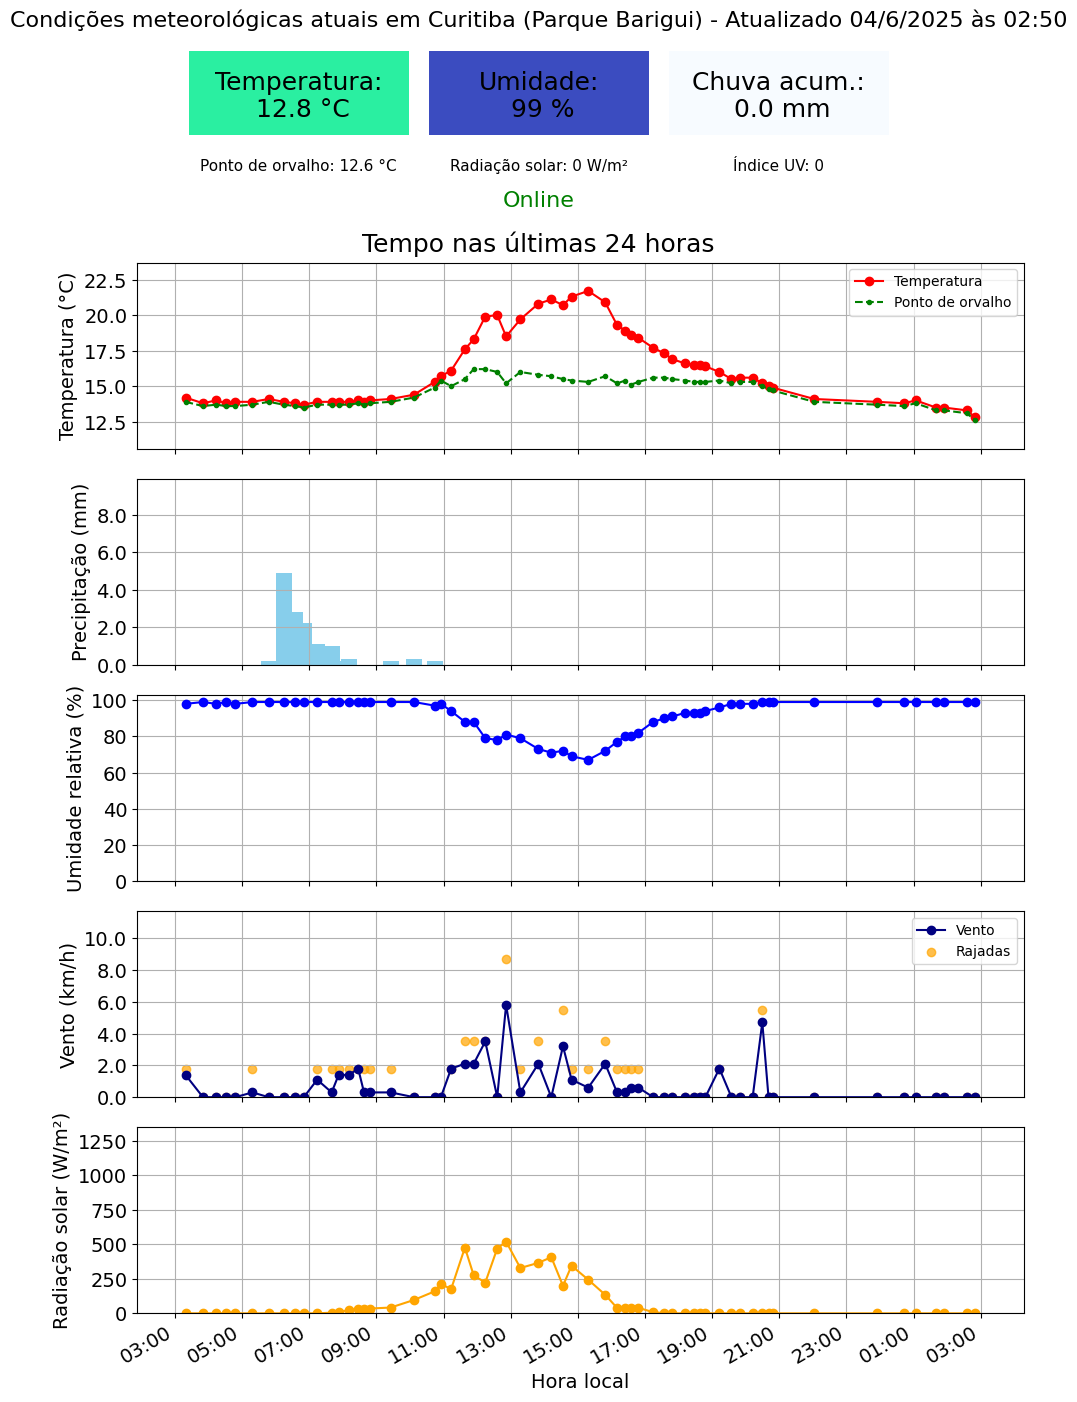 Condições meteorológicas atuais em Curitiba (Parque Barigui) - Atualizado 04/6/2025 às 02:50
Temperatura:
12.8 °C
Umidade:
99 %
Chuva acum.:
0.0 mm
Ponto de orvalho: 12.6 °C
Radiação solar: 0 W/m²
Índice UV: 0
Online
Tempo nas últimas 24 horas
Temperatura (°C)
22.5
20.0
17.5
15.0
12.5
Temperatura
Ponto de orvalho
Precipitação (mm)
8.0
6.0
4.0
2.0
0.0
Umidade relativa (%)
100
80
60
40
20
0
Vento (km/h)
10.0
8.0
6.0
4.0
2.0
0.0
Vento
Rajadas
Radiação solar (W/m²)
1250
1000
750
500
250
0
03:00 05:00 07:00 09:00 11:00 13:00 15:00 17:00 19:00 21:00 23:00 01:00 03:00
Hora local